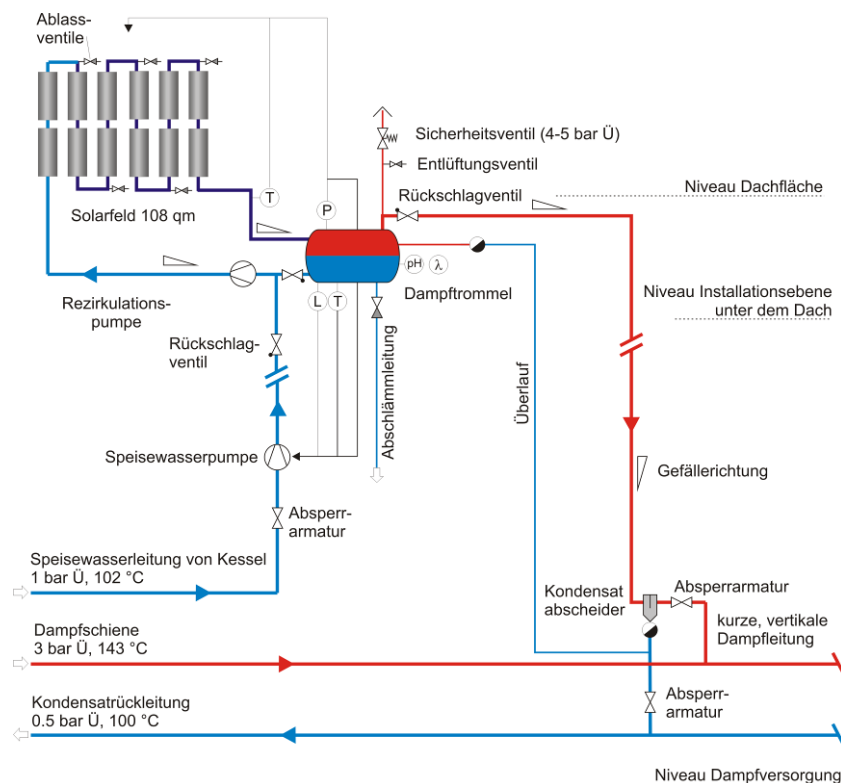 Ablass-
ventile
Solarfeld 108 qm
T
P
Sicherheitsventil (4-5 bar Ü)
Entlüftungsventil
Rückschlagventil
Niveau Dachfläche
pH
λ
Dampftrommel
L
T
Rezirkulations-
pumpe
Rückschlag-
ventil
Niveau Installationsebene
unter dem Dach
Abschlämmleitung
Überlauf
Speisewasserpumpe
Gefällerichtung
Absperr-
armatur
Speisewasserleitung von Kessel
1 bar Ü, 102 °C
Kondensat
abscheider
Absperrarmatur
kurze, vertikale
Dampfleitung
Dampfschiene
3 bar Ü, 143 °C
Absperr-
armatur
Kondensatrückleitung
0.5 bar Ü, 100 °C
Niveau Dampfversorgung